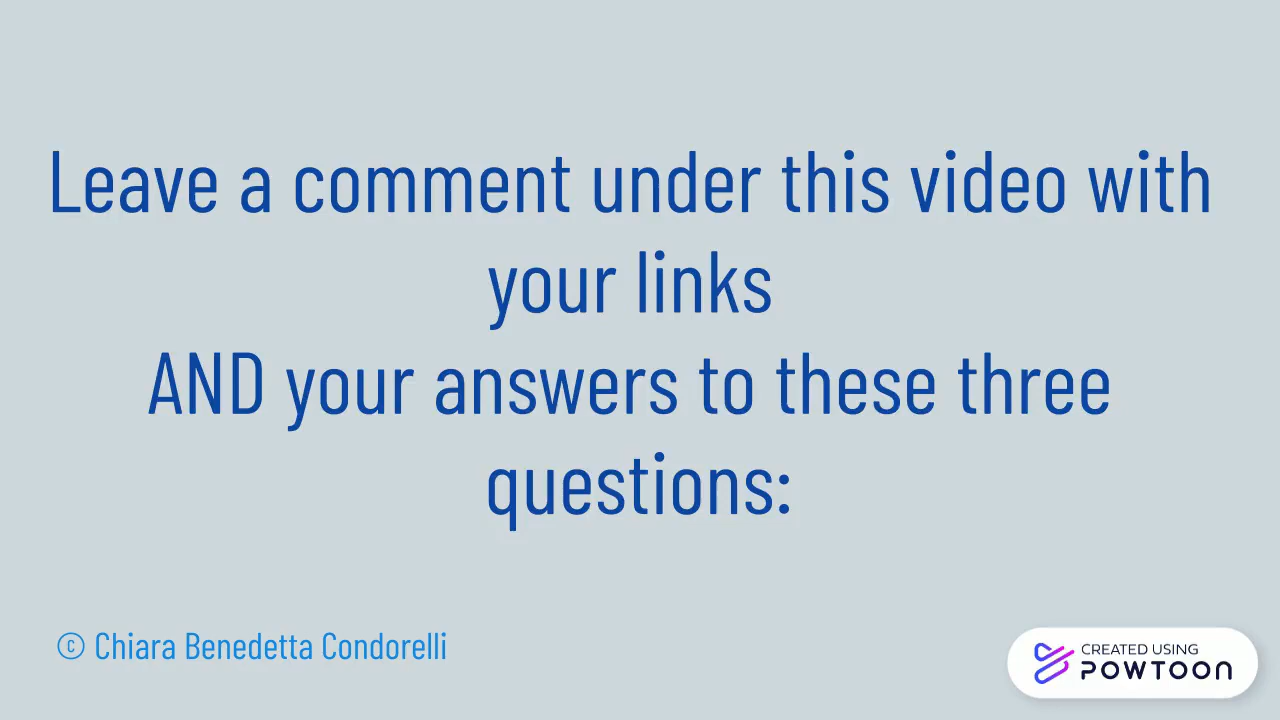 Leave a comment under this video with
your links
AND your answers to these three
questions:
© Chiara Benedetta Condorelli
CREATED USING
POWTOON